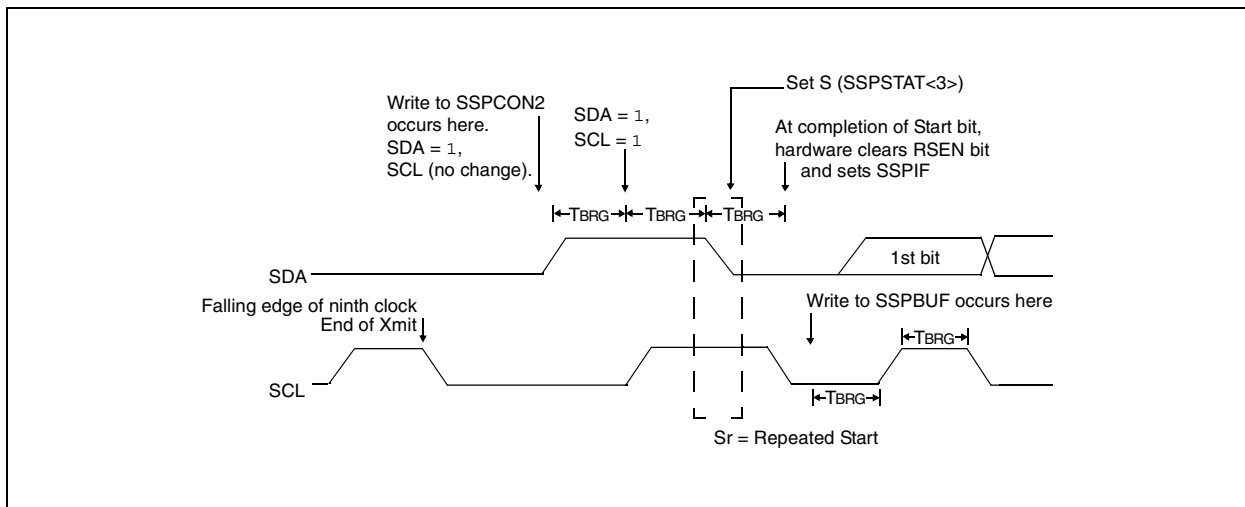 Set S (SSPSTAT<3>)
Write to SSPCON2
occurs here.
SDA = 1,
SCL (no change).
SDA = 1,
SCL = 1
At completion of Start bit,
hardware clears RSEN bit
and sets SSPIF
TBRG
TBRG
TBRG
SDA
1st bit
Falling edge of ninth clock
End of Xmit
Write to SSPBUF occurs here
TBRG
SCL
TBRG
Sr = Repeated Start